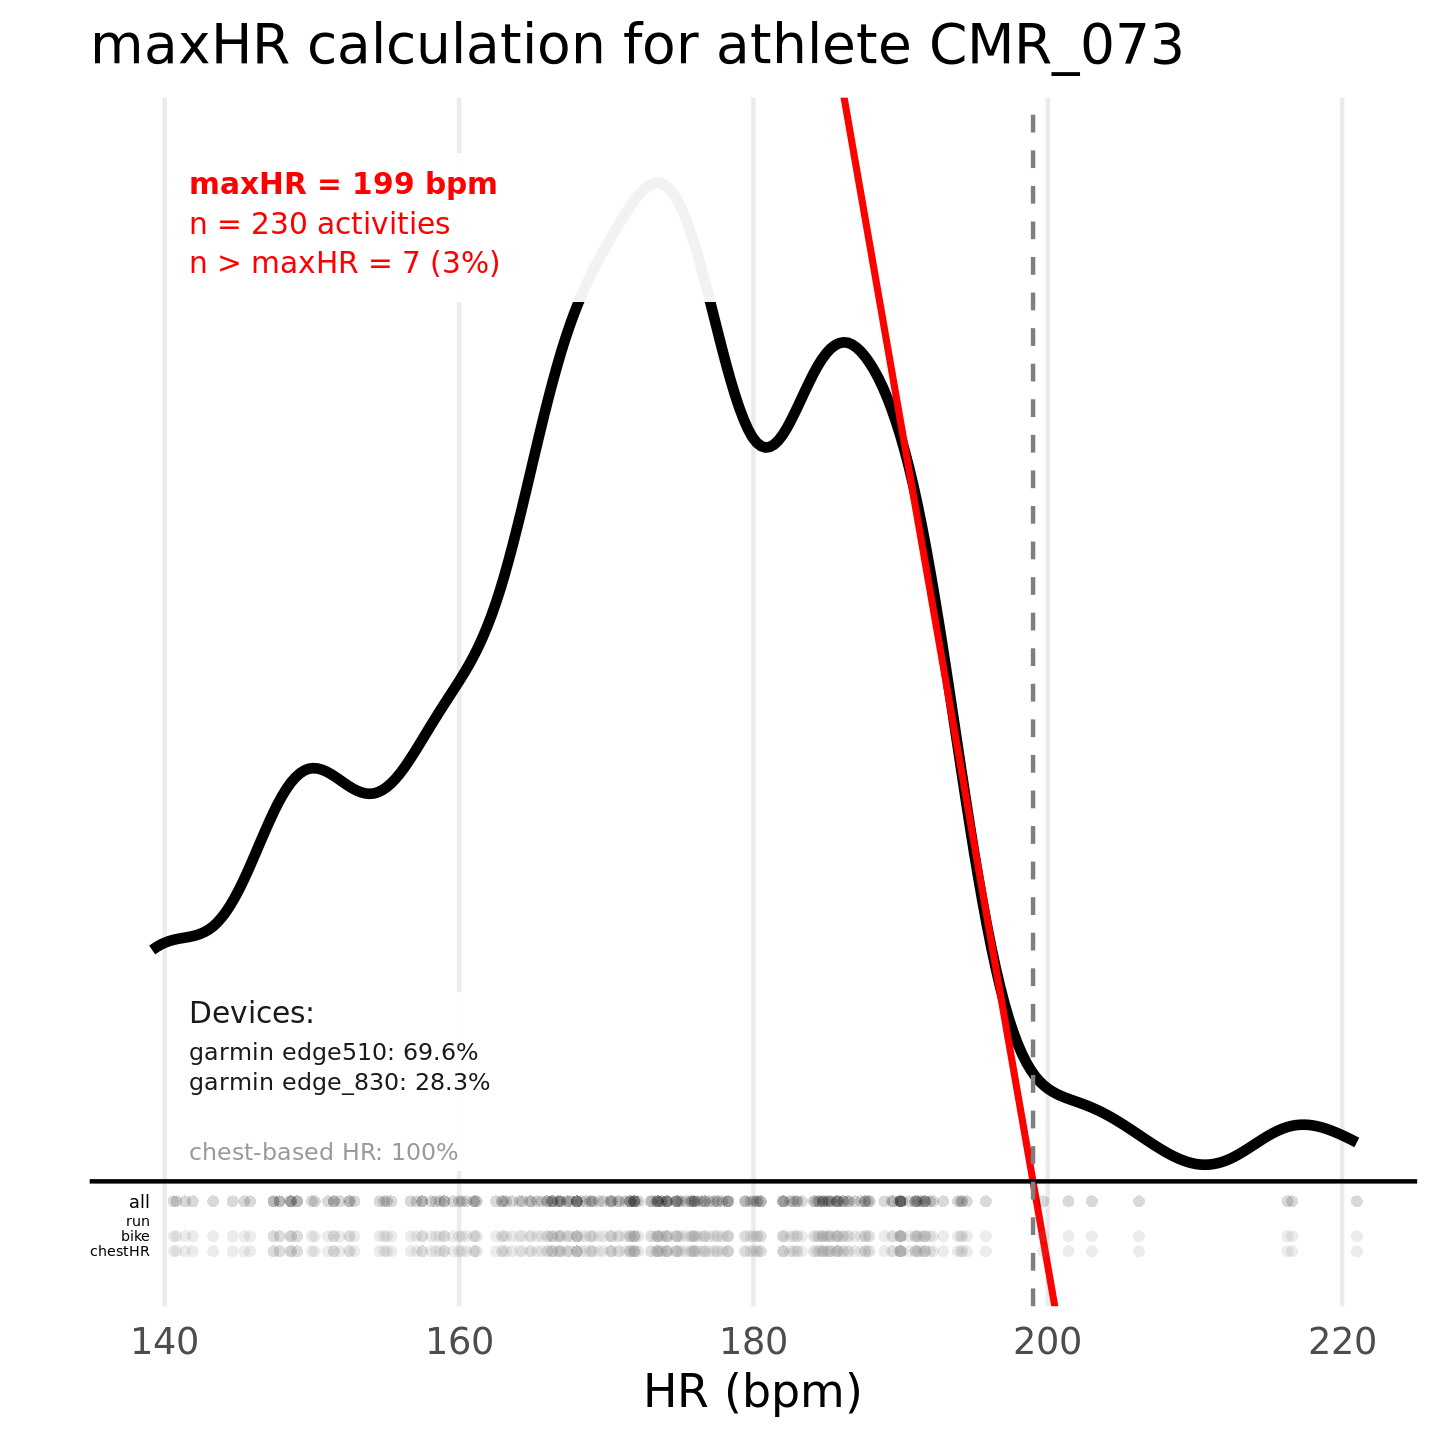 maxHR calculation for athlete CMR_073
maxHR = 199 bpm
n = 230 activities
n > maxHR = 7 (3%)
Devices:
garmin edge510: 69.6%
garmin edge_830: 28.3%
chest-based HR: 100%
all
run
bike
chestHR
140 160 180 200 220
HR (bpm)